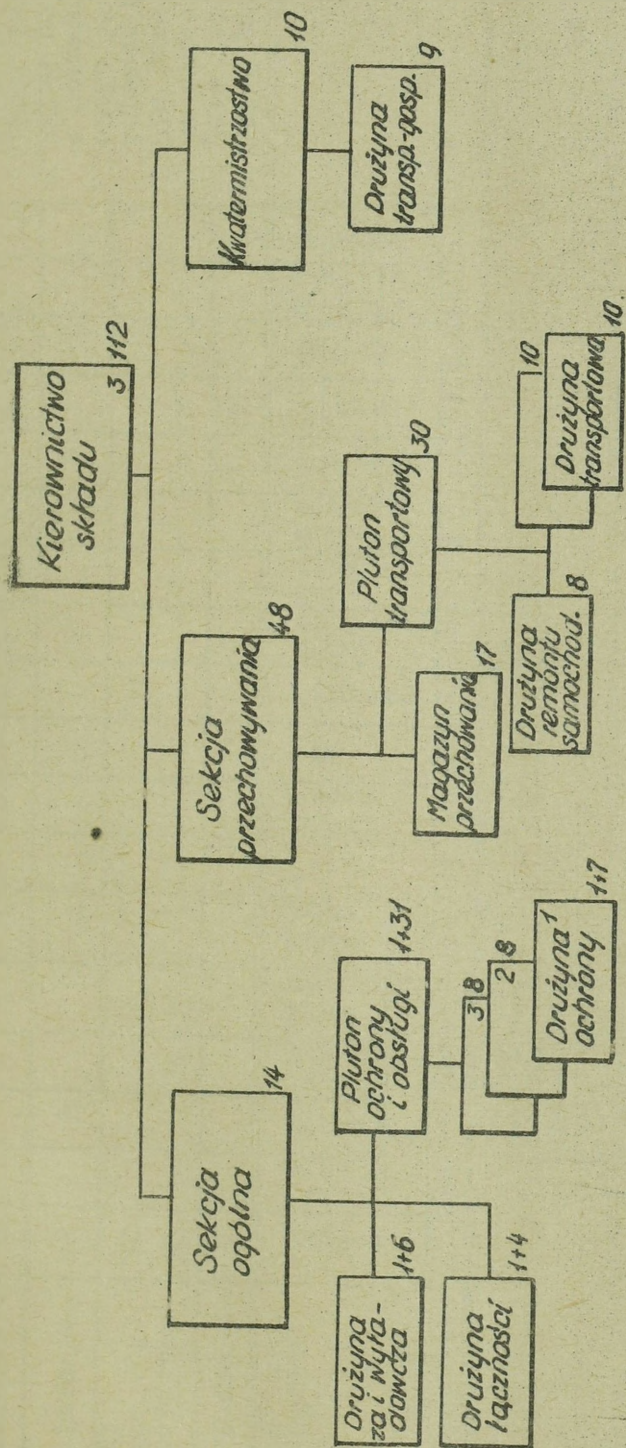 Kierownictwo
składu
3 112
Sekcja
ogólna
14
Sekcja
przechowywania
48
Kwatermistrzostwo
10
Drużyna
za i wyła-
dowcza
1+6
Drużyna
łączności
1+4
Pluton
ochrony
i obsługi
1+31
3 8
2 8
Drużyna 1
ochrony
1+7
Magazyn
przechowania
17
Pluton
transportowy
30
Drużyna
remontu
samochod.
8
10
Drużyna
transportowa
10
Drużyna
transp.-gosp.
9